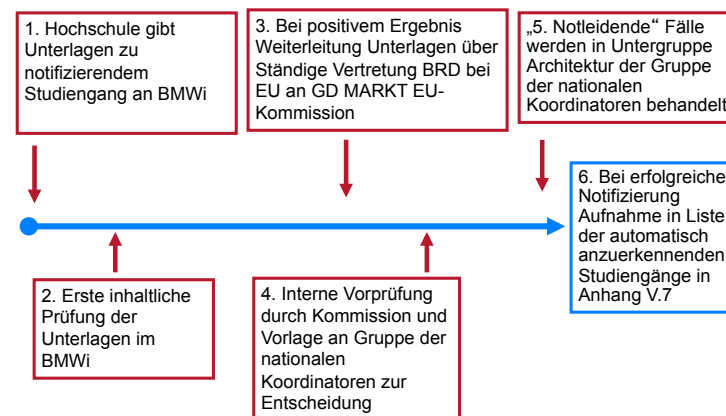 1. Hochschule gibt
Unterlagen zu
notifizierendem
Studiengang an BMWi
2. Erste inhaltliche
Prüfung der
Unterlagen im
BMWi
3. Bei positivem Ergebnis
Weiterleitung Unterlagen über
Ständige Vertretung BRD bei
EU an GD MARKT EU-
Kommission
4. Interne Vorprüfung
durch Kommission und
Vorlage an Gruppe der
nationalen
Koordinatoren zur
Entscheidung
„5. Notleidende“ Fälle
werden in Untergruppe
Architektur der Gruppe
der nationalen
Koordinatoren behandelt
6. Bei erfolgreiche
Notifizierung
Aufnahme in Liste
der automatisch
anzuerkennenden
Studiengänge in
Anhang V.7